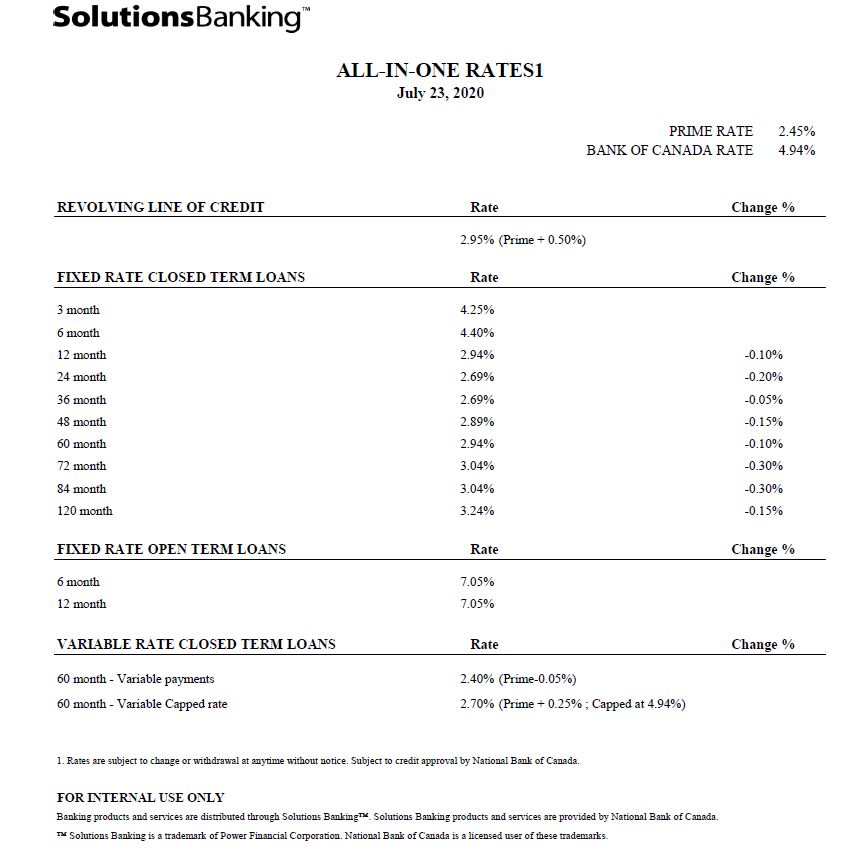 SolutionsBanking™
ALL-IN-ONE RATES1
July 23, 2020
PRIME RATE 2.45%
BANK OF CANADA RATE 4.94%
REVOLVING LINE OF CREDIT Rate Change %
2.95% (Prime + 0.50%)
FIXED RATE CLOSED TERM LOANS Rate Change %
3 month 4.25%
6 month 4.40%
12 month 2.94% -0.10%
24 month 2.69% -0.20%
36 month 2.69% -0.05%
48 month 2.89% -0.15%
60 month 2.94% -0.10%
72 month 3.04% -0.30%
84 month 3.04% -0.30%
120 month 3.24% -0.15%
FIXED RATE OPEN TERM LOANS Rate Change %
6 month 7.05%
12 month 7.05%
VARIABLE RATE CLOSED TERM LOANS Rate Change %
60 month - Variable payments 2.40% (Prime-0.05%)
60 month - Variable Capped rate 2.70% (Prime + 0.25% ; Capped at 4.94%)
1. Rates are subject to change or withdrawal at anytime without notice. Subject to credit approval by National Bank of Canada.
FOR INTERNAL USE ONLY
Banking products and services are distributed through Solutions Banking™. Solutions Banking products and services are provided by National Bank of Canada.
™ Solutions Banking is a trademark of Power Financial Corporation. National Bank of Canada is a licensed user of these trademarks.